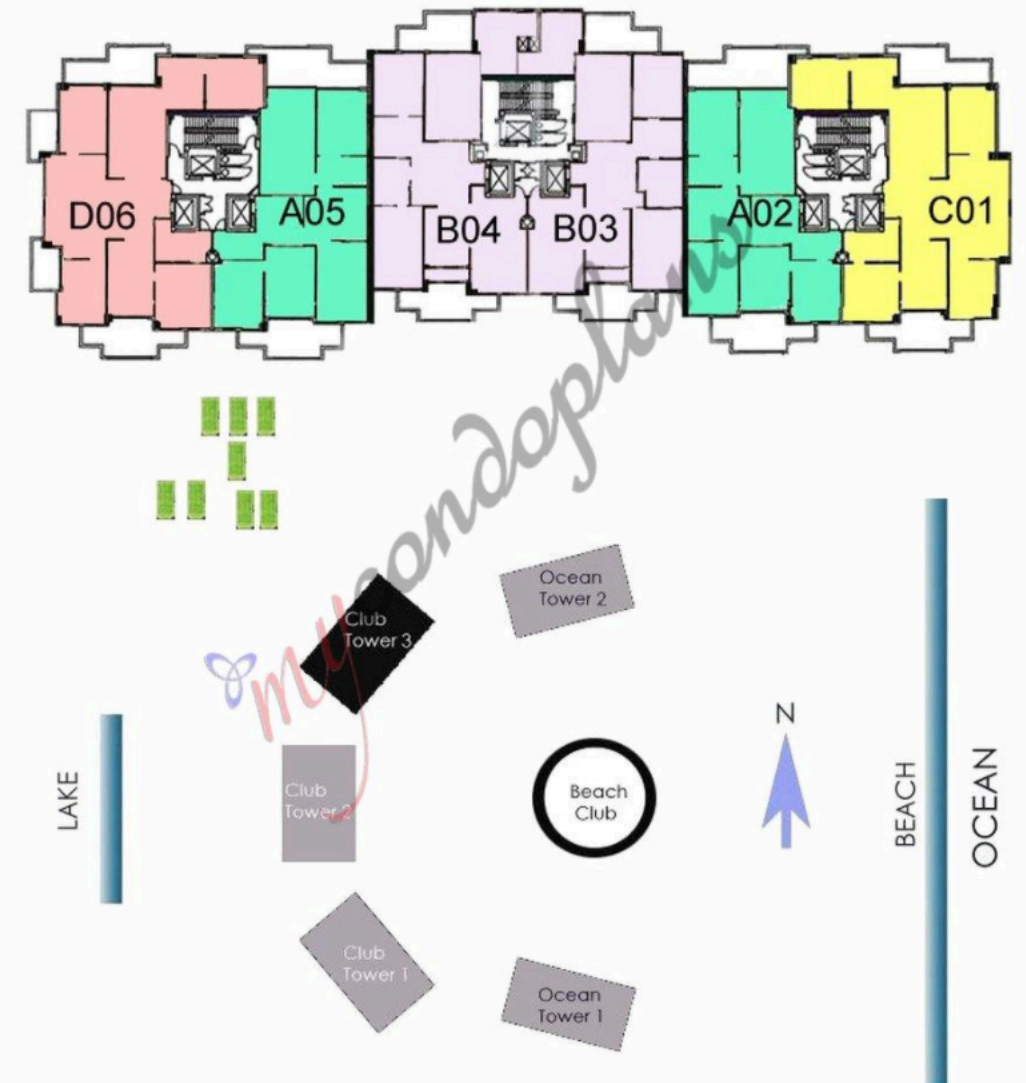 D06
A05
B04
B03
A02
C01
mycondoplans
Ocean
Tower 2
Club
Tower 3
N
Club
Tower 2
Beach
Club
LAKE
BEACH
OCEAN
Club
Tower 1
Ocean
Tower 1